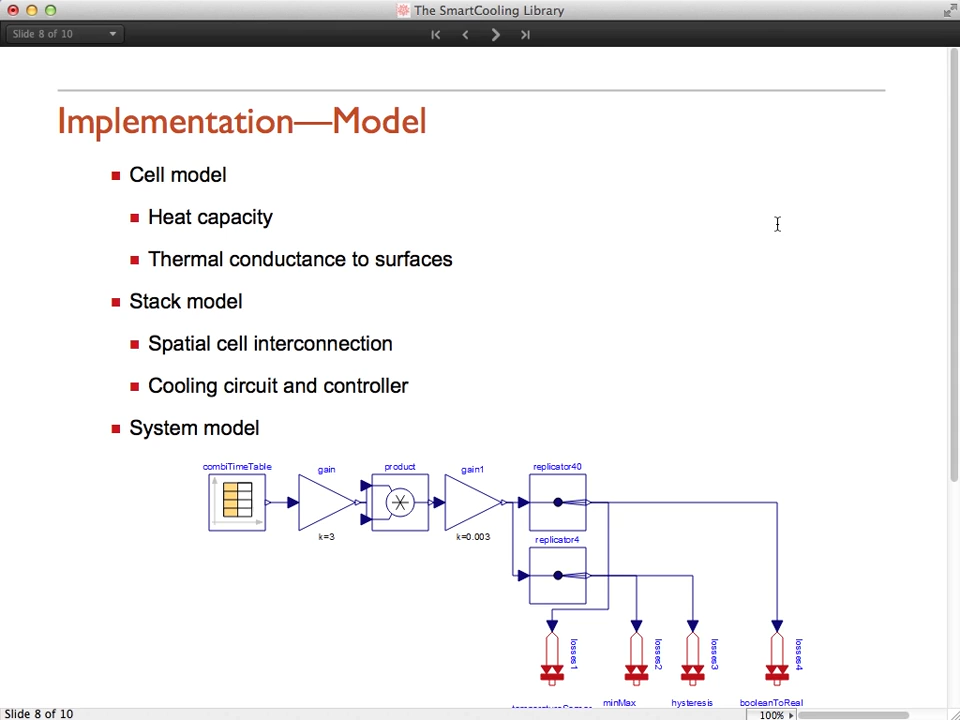 The SmartCooling Library
Slide 8 of 10
Implementation—Model
Cell model
Heat capacity
Thermal conductance to surfaces
Stack model
Spatial cell interconnection
Cooling circuit and controller
System model
combiTimeTable gain product gain1 replicator40
k=3 k=0.003 replicator4
losses1 losses2 losses3 losses4
temperatureSensor minMax hysteresis booleanToReal
Slide 8 of 10 100%